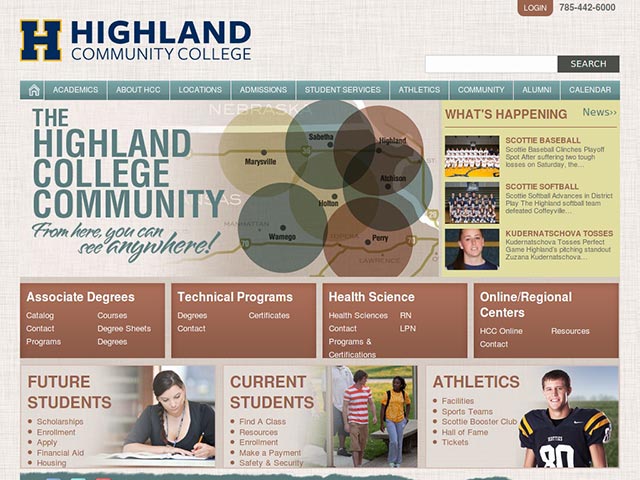 LOGIN 785-442-6000
H HIGHLAND
COMMUNITY COLLEGE
SEARCH
ACADEMICS ABOUT HCC LOCATIONS ADMISSIONS STUDENT SERVICES ATHLETICS COMMUNITY ALUMNI CALENDAR
THE
HIGHLAND
COLLEGE
COMMUNITY
From here, you can
see anywhere!
NEBRASK
Sabetha
Highland
Marysville
Atchison
KANSAS
Holton
MANHATTAN
TOPEKA
Wamego
Perry
LAWRENCE
70
70
29
WHAT'S HAPPENING News››
SCOTTIE BASEBALL
Scottie Baseball Clinches Playoff
Spot After suffering two tough
losses on Saturday, the...
SCOTTIE SOFTBALL
Scottie Softball Advances in District
Play The Highland softball team
defeated Coffeyville...
KUDERNATSCHOVA TOSSES
Kudernatschova Tosses Perfect
Game Highland's pitching standout
Zuzana Kudernatschova...
Associate Degrees
Catalog Courses
Contact Degree Sheets
Programs Degrees
Technical Programs
Degrees Certificates
Contact
Health Science
Health Sciences RN
Contact LPN
Programs &
Certifications
Online/Regional
Centers
HCC Online Resources
Contact
FUTURE
STUDENTS
Scholarships
Enrollment
Apply
Financial Aid
Housing
CURRENT
STUDENTS
Find A Class
Resources
Enrollment
Make a Payment
Safety & Security
ATHLETICS
Facilities
Sports Teams
Scottie Booster Club
Hall of Fame
Tickets
SCOTTIES
80